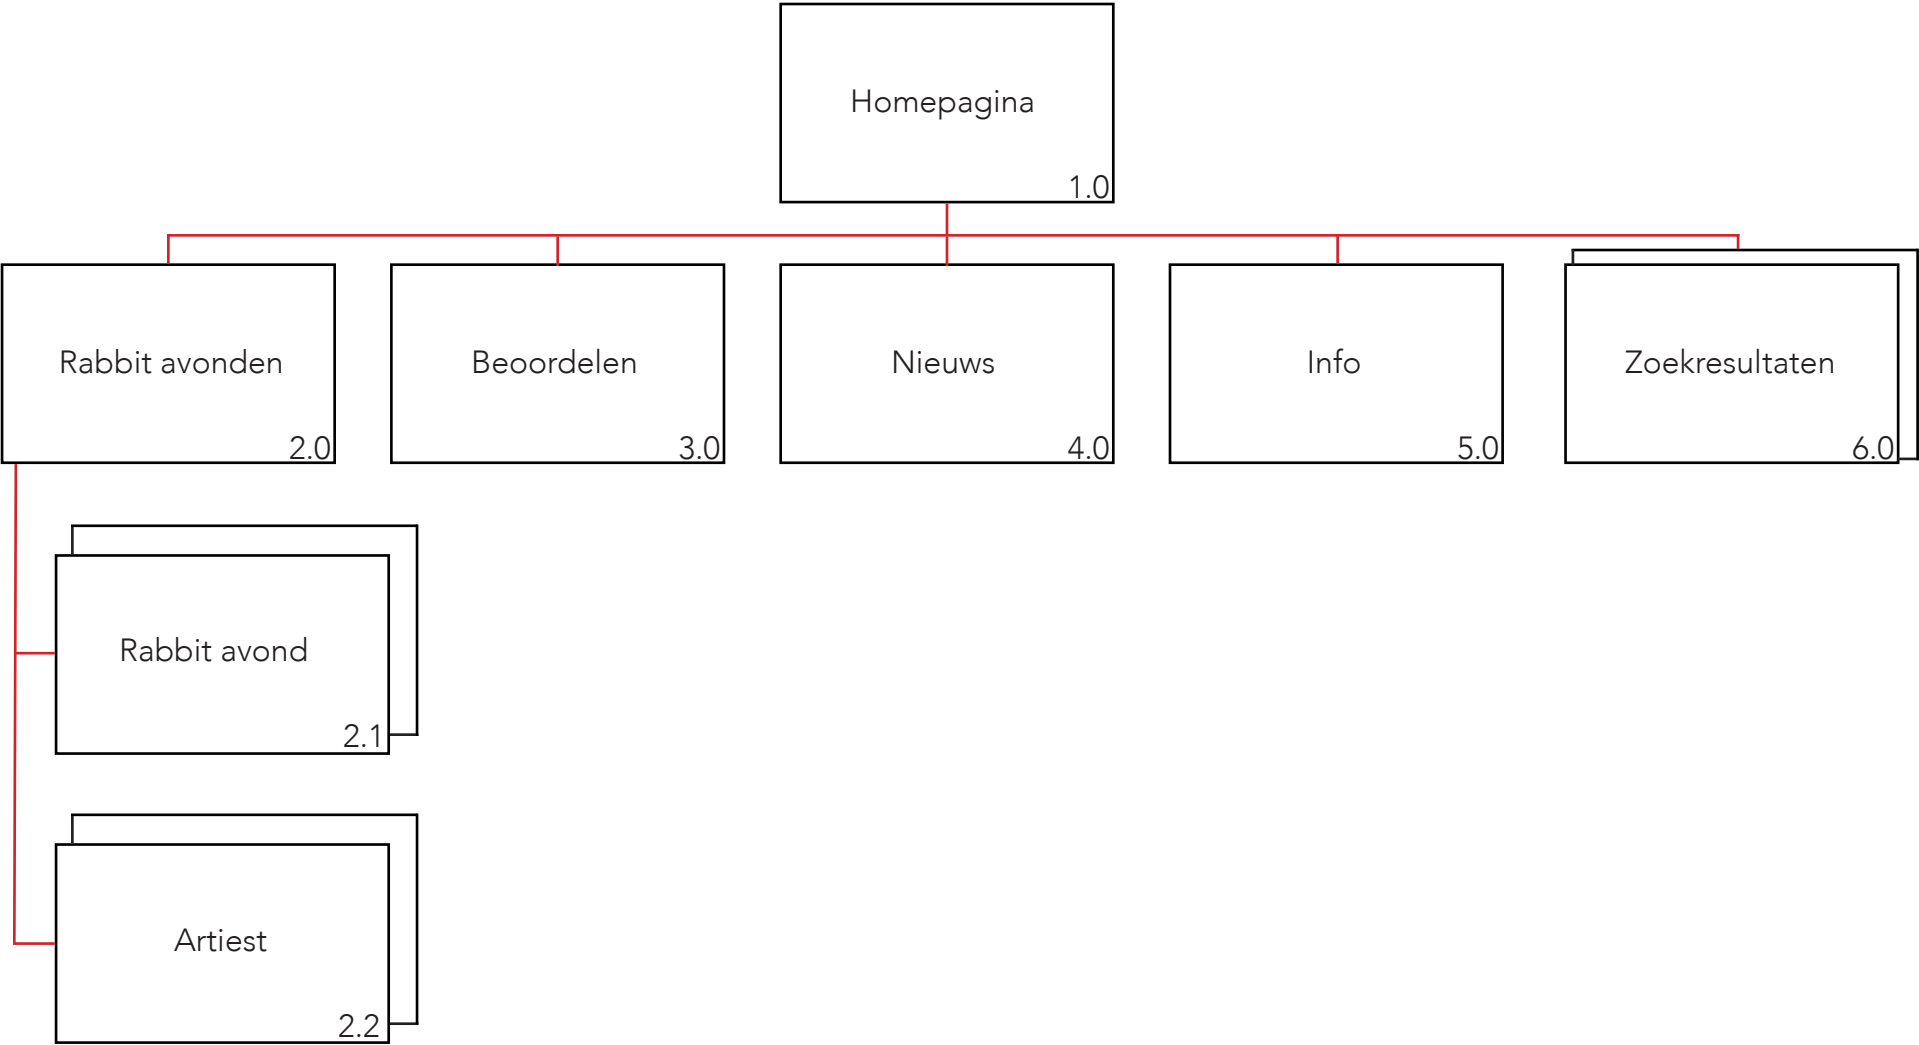 Homepagina
1.0
Rabbit avonden
2.0
Beoordelen
3.0
Nieuws
4.0
Info
5.0
Zoekresultaten
6.0
Rabbit avond
2.1
Artiest
2.2